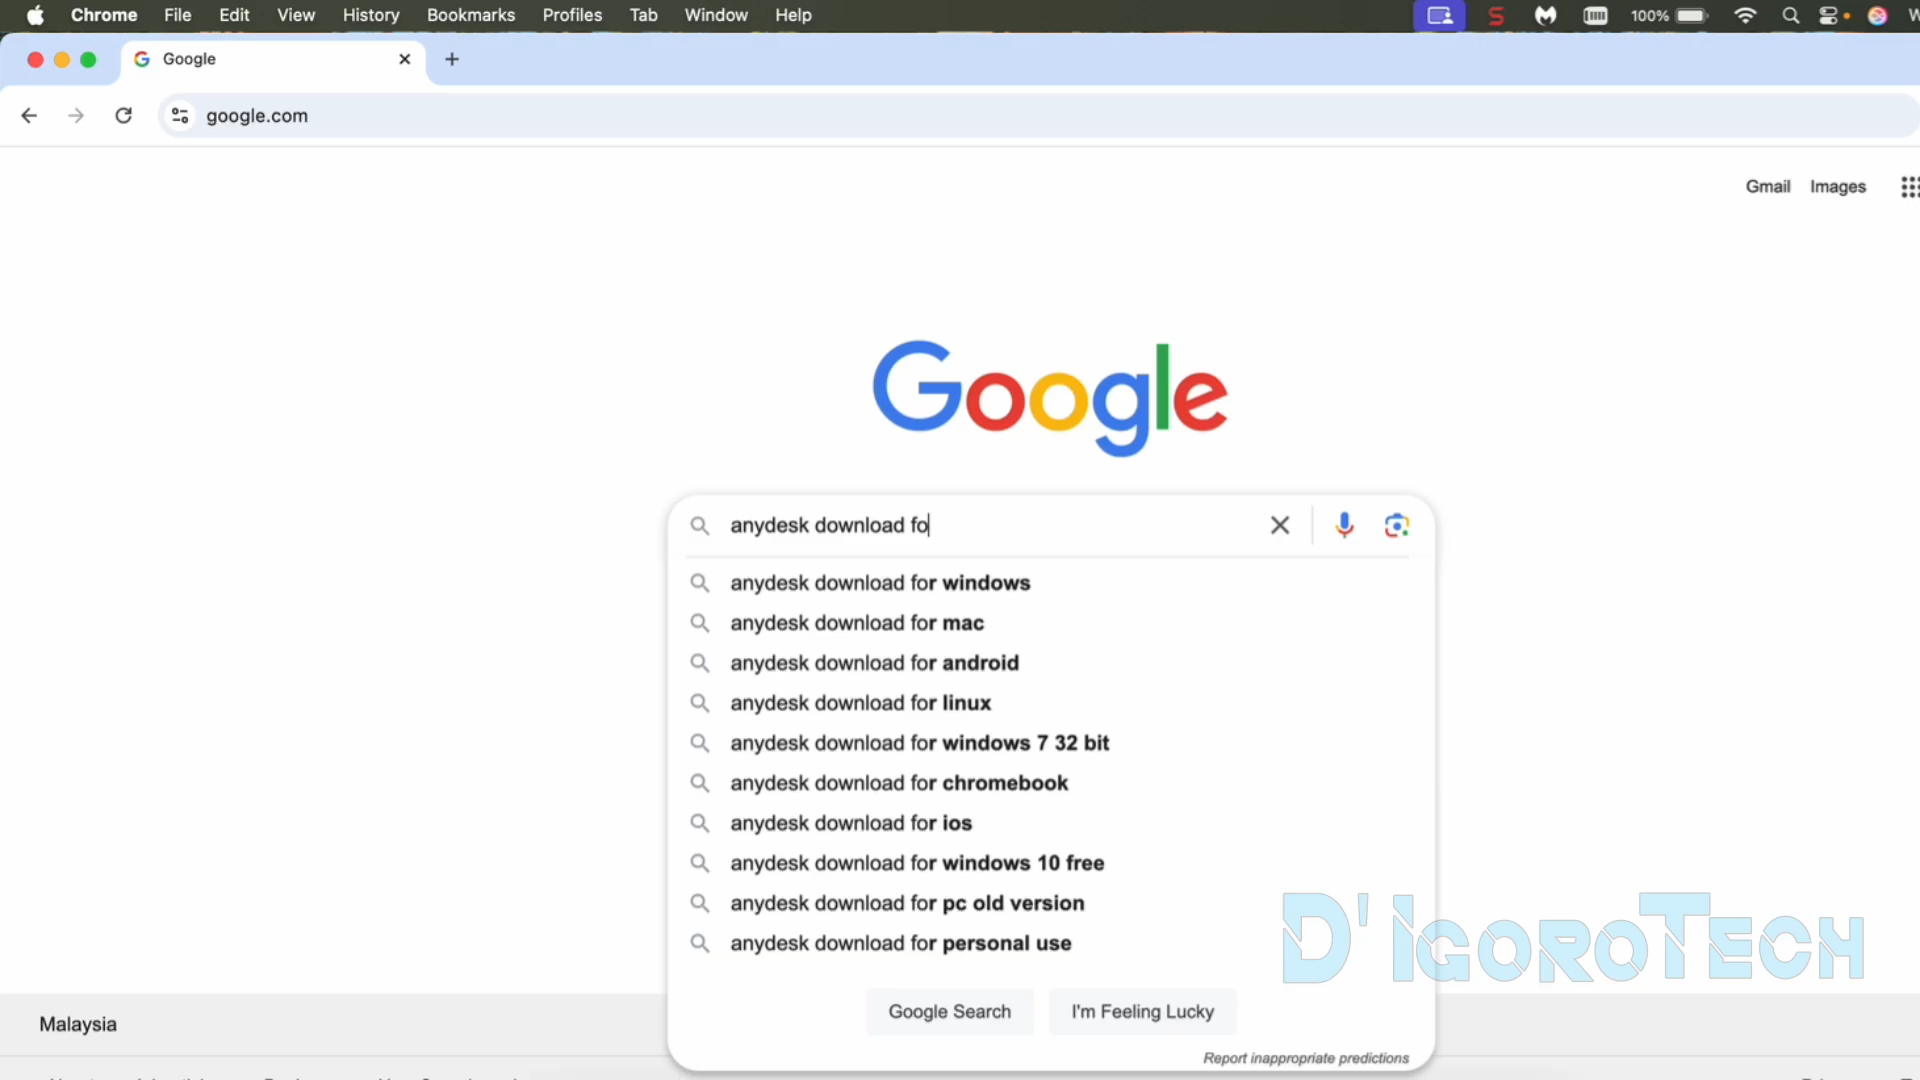 Chrome File Edit View History Bookmarks Profiles Tab Window Help 100%
Google
google.com
Gmail Images
Google
anydesk download fo
anydesk download for windows
anydesk download for mac
anydesk download for android
anydesk download for linux
anydesk download for windows 7 32 bit
anydesk download for chromebook
anydesk download for ios
anydesk download for windows 10 free
anydesk download for pc old version
anydesk download for personal use
D'IGOROTECH
Google Search I'm Feeling Lucky
Malaysia
Report inappropriate predictions